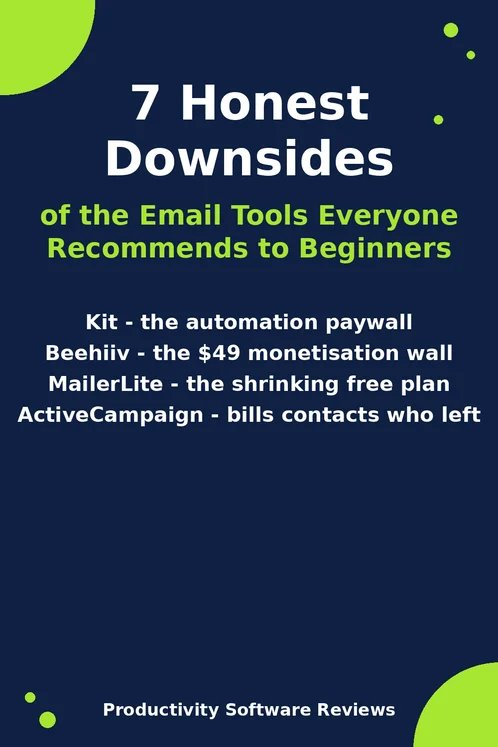 7 Honest
Downsides
of the Email Tools Everyone
Recommends to Beginners
Kit - the automation paywall
Beehiiv - the $49 monetisation wall
MailerLite - the shrinking free plan
ActiveCampaign - bills contacts who left
Productivity Software Reviews